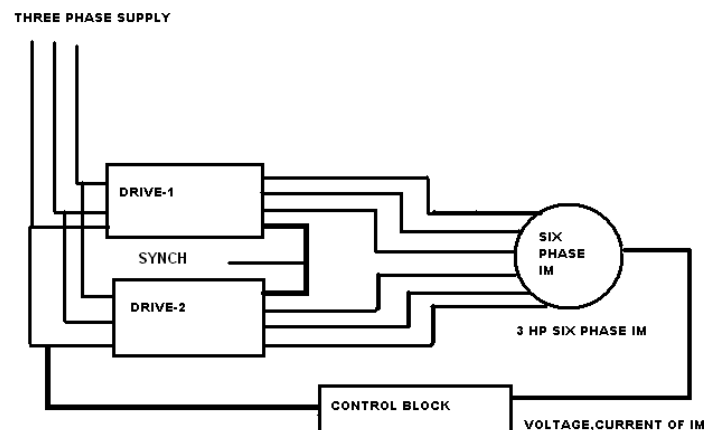 THREE PHASE SUPPLY
DRIVE-1
SYNCH
DRIVE-2
SIX
PHASE
IM
3 HP SIX PHASE IM
CONTROL BLOCK
VOLTAGE,CURRENT OF IM